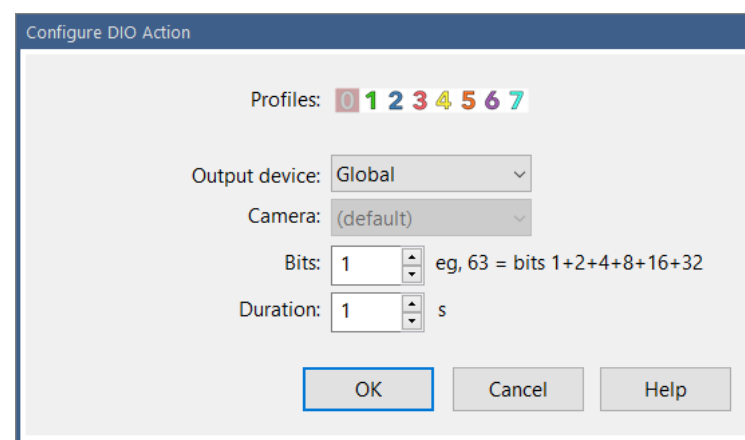 Configure DIO Action
Profiles: 0 1 2 3 4 5 6 7
Output device: Global
Camera: (default)
Bits: 1 eg, 63 = bits 1+2+4+8+16+32
Duration: 1 s
OK Cancel Help